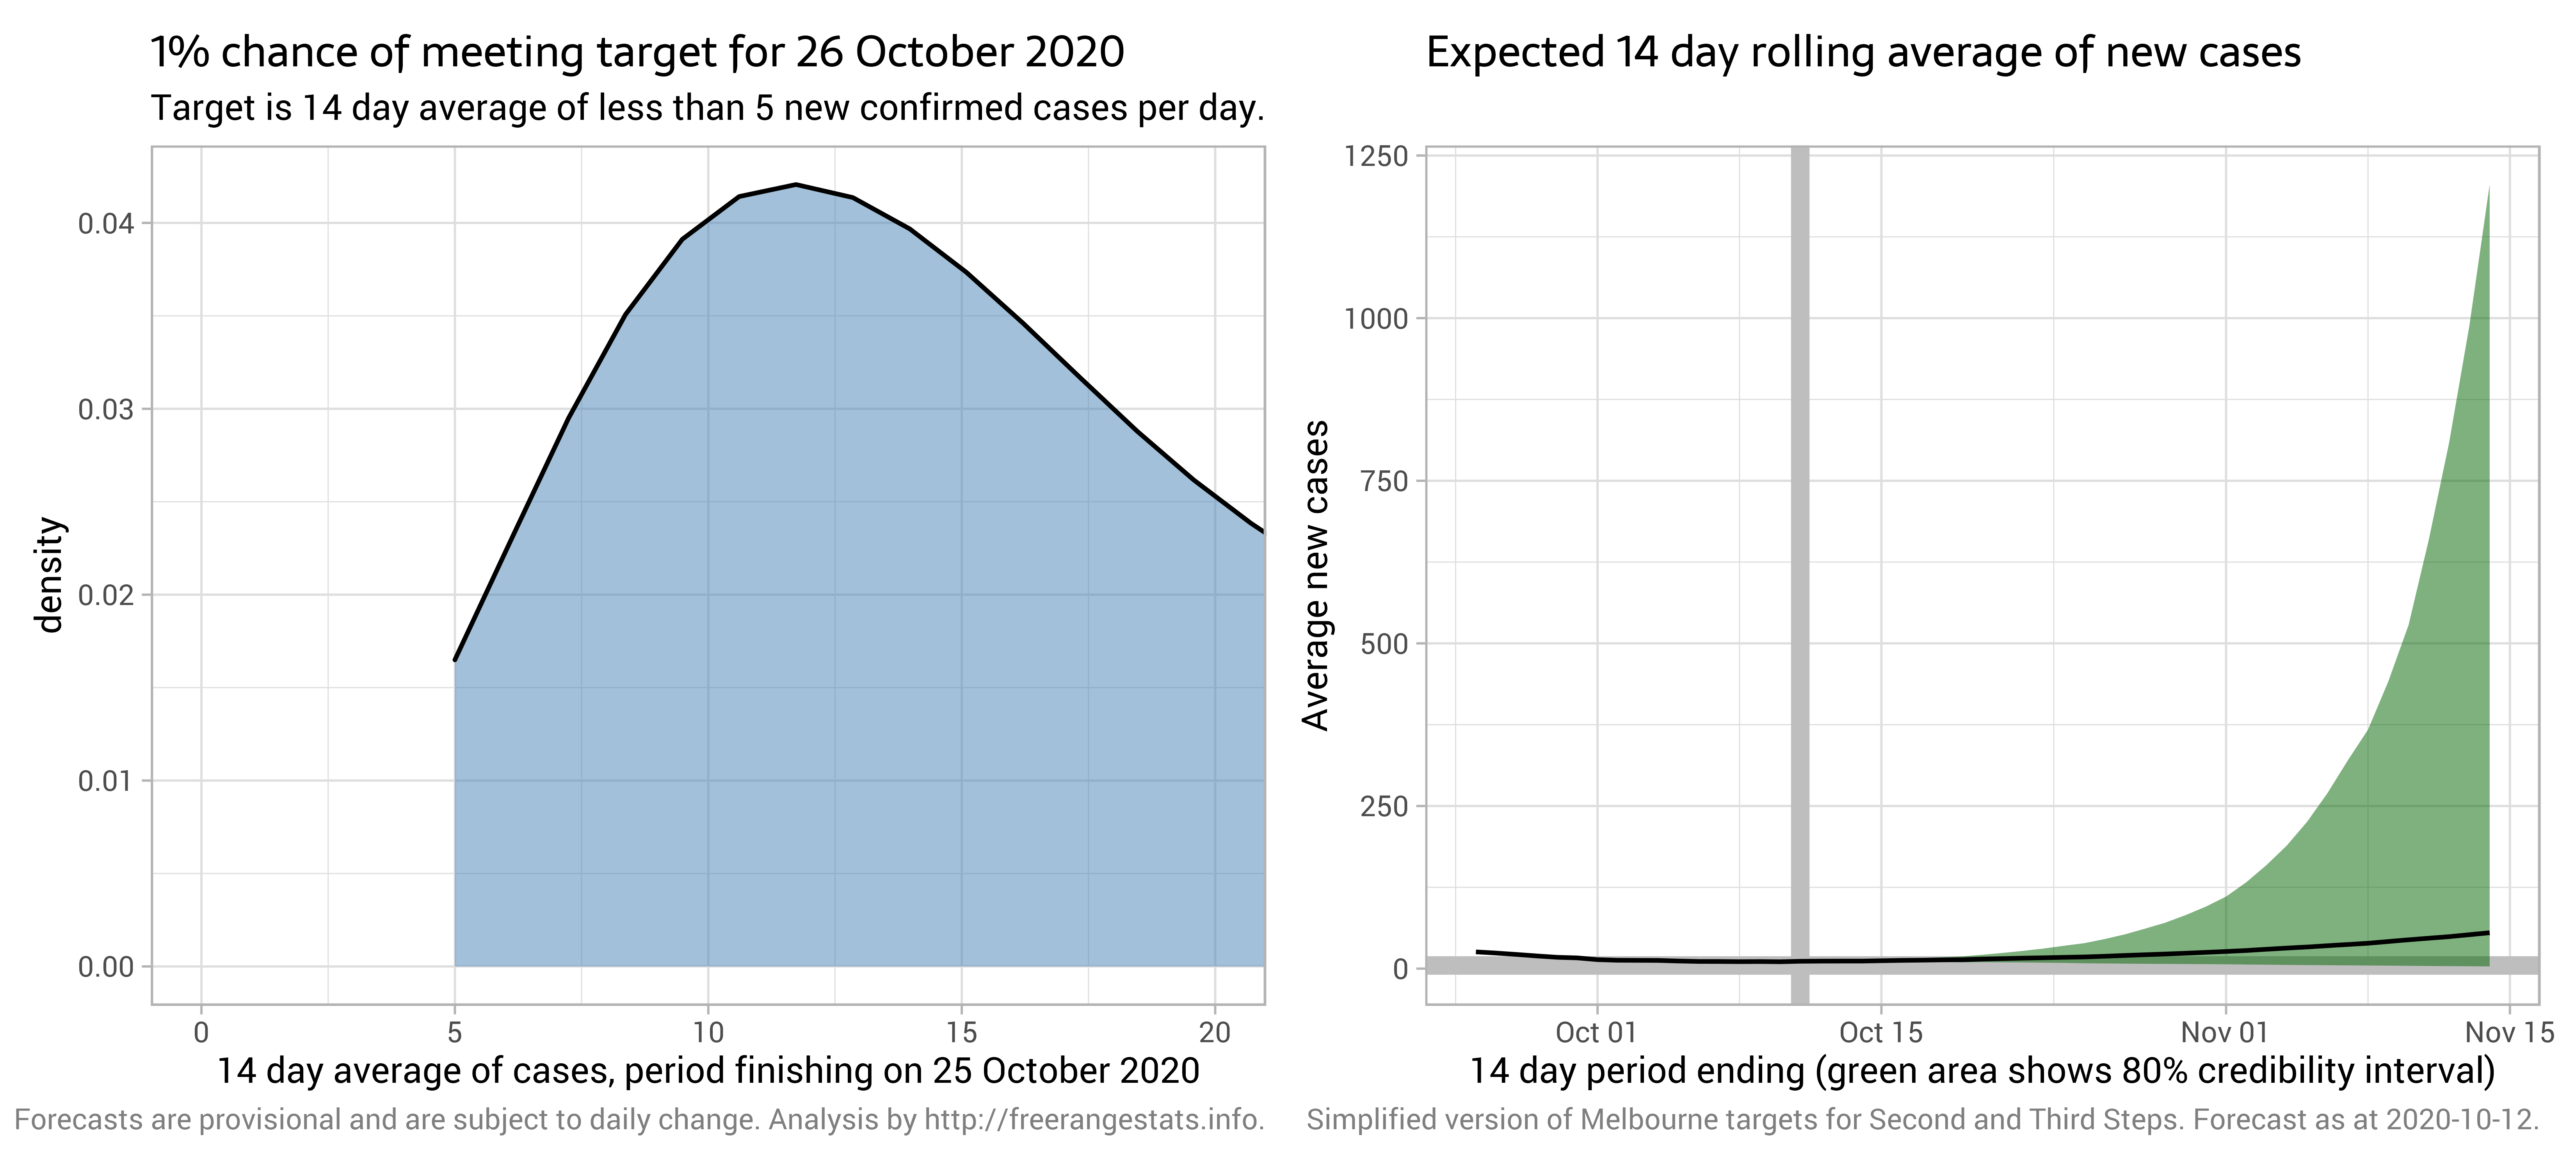 1% chance of meeting target for 26 October 2020
Target is 14 day average of less than 5 new confirmed cases per day.
density
0.04
0.03
0.02
0.01
0.00
0 5 10 15 20
14 day average of cases, period finishing on 25 October 2020
Forecasts are provisional and are subject to daily change. Analysis by http://freerangestats.info.
Expected 14 day rolling average of new cases
Average new cases
1250
1000
750
500
250
0
Oct 01 Oct 15 Nov 01 Nov 15
14 day period ending (green area shows 80% credibility interval)
Simplified version of Melbourne targets for Second and Third Steps. Forecast as at 2020-10-12.